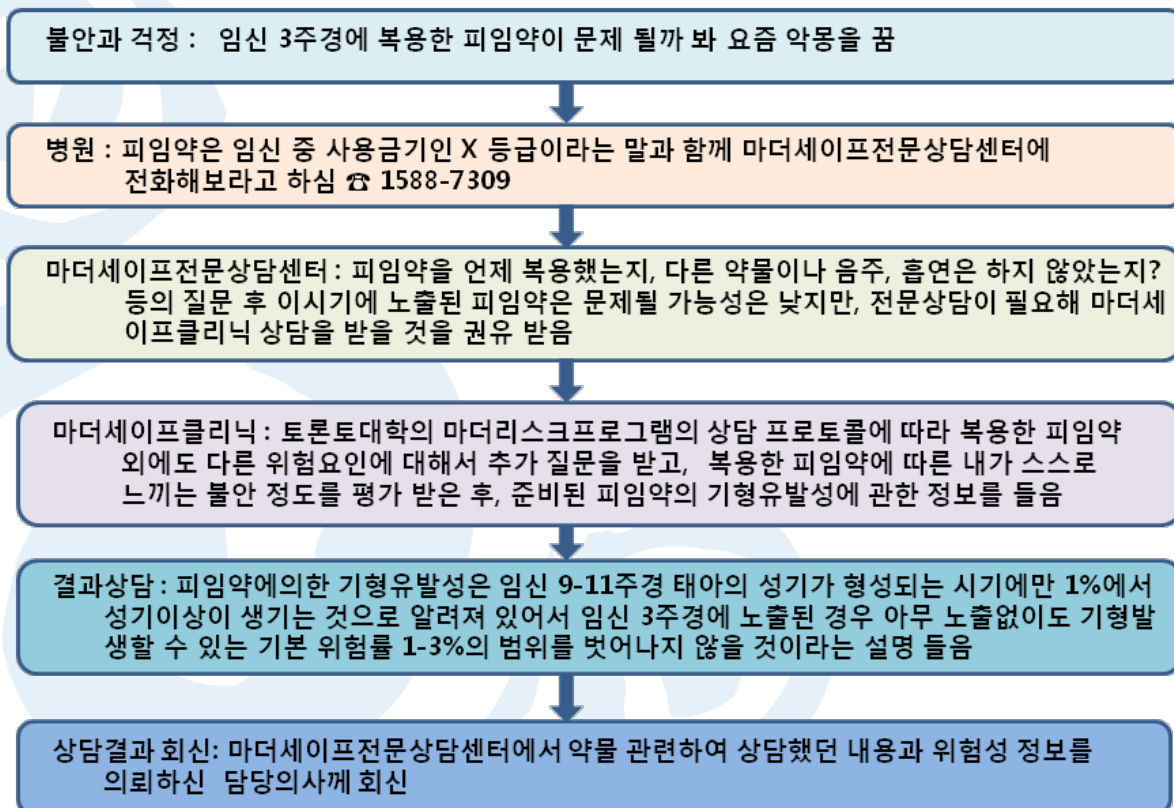 불안과 걱정 : 임신 3주경에 복용한 피임약이 문제 될까 봐 요즘 악몽을 꿈
병원 : 피임약은 임신 중 사용금기인 X 등급이라는 말과 함께 마더세이프전문상담센터에
전화해보라고 하심 ☎ 1588-7309
마더세이프전문상담센터 : 피임약을 언제 복용했는지, 다른 약물이나 음주, 흡연은 하지 않았는지?
등의 질문 후 이시기에 노출된 피임약은 문제될 가능성은 낮지만, 전문상담이 필요해 마더세
이프클리닉 상담을 받을 것을 권유 받음
마더세이프클리닉 : 토론토대학의 마더리스크프로그램의 상담 프로토콜에 따라 복용한 피임약
외에도 다른 위험요인에 대해서 추가 질문을 받고, 복용한 피임약에 따른 내가 스스로
느끼는 불안 정도를 평가 받은 후, 준비된 피임약의 기형유발성에 관한 정보를 들음
결과상담 : 피임약에의한 기형유발성은 임신 9-11주경 태아의 성기가 형성되는 시기에만 1%에서
성기이상이 생기는 것으로 알려져 있어서 임신 3주경에 노출된 경우 아무 노출없이도 기형발
생할 수 있는 기본 위험률 1-3%의 범위를 벗어나지 않을 것이라는 설명 들음
상담결과 회신: 마더세이프전문상담센터에서 약물 관련하여 상담했던 내용과 위험성 정보를
의뢰하신 담당의사께 회신